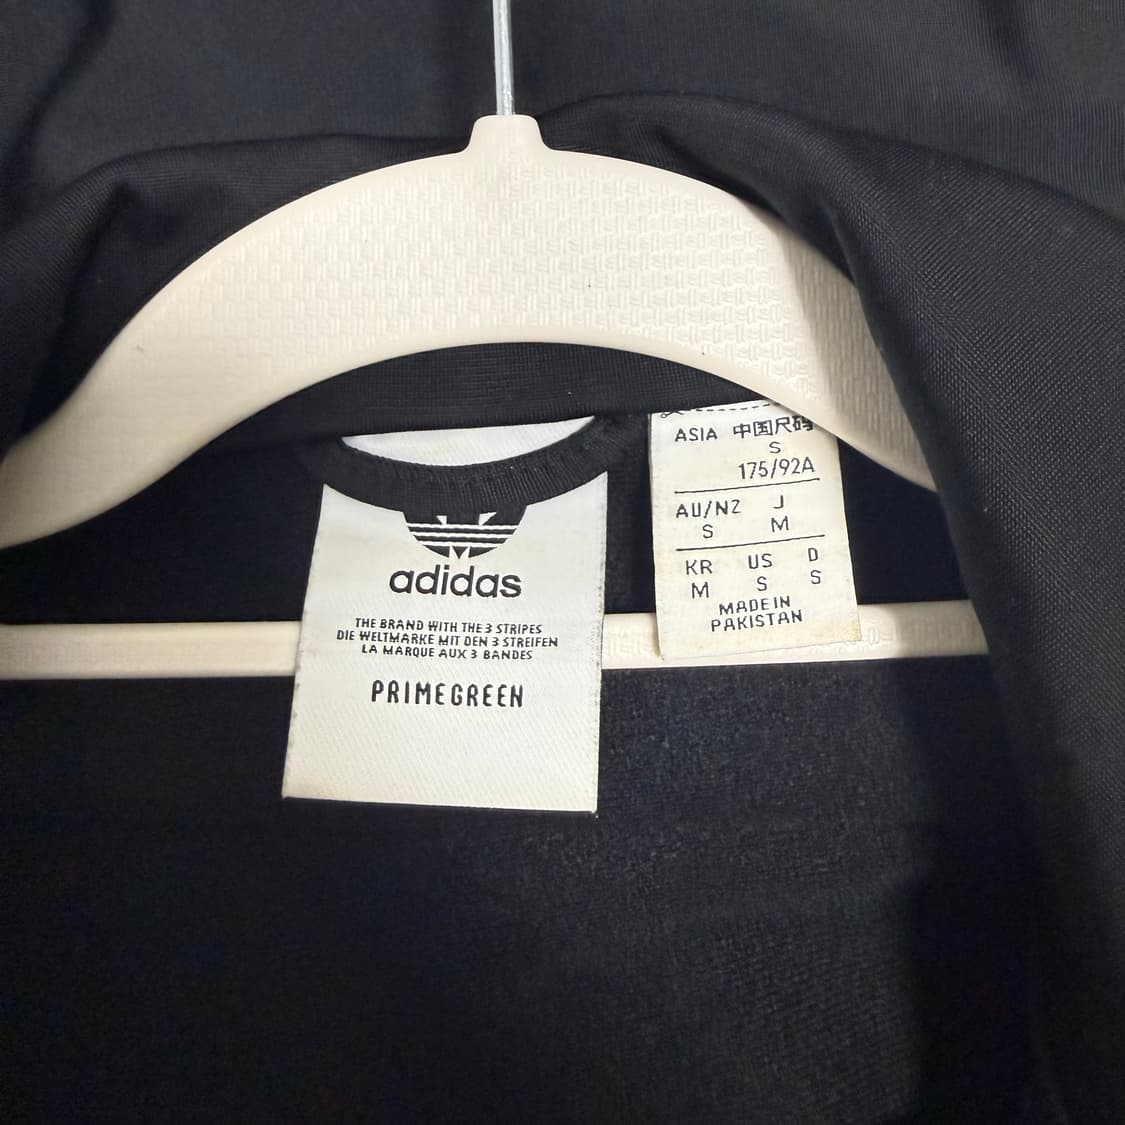 adidas
THE BRAND WITH THE 3 STRIPES
DIE WELTMARKE MIT DEN 3 STREIFEN
LA MARQUE AUX 3 BANDES
PRIMEGREEN
ASIA 中国尺码
S
175/92A
AU/NZ J
S M
KR US D
M S S
MADE IN
PAKISTAN